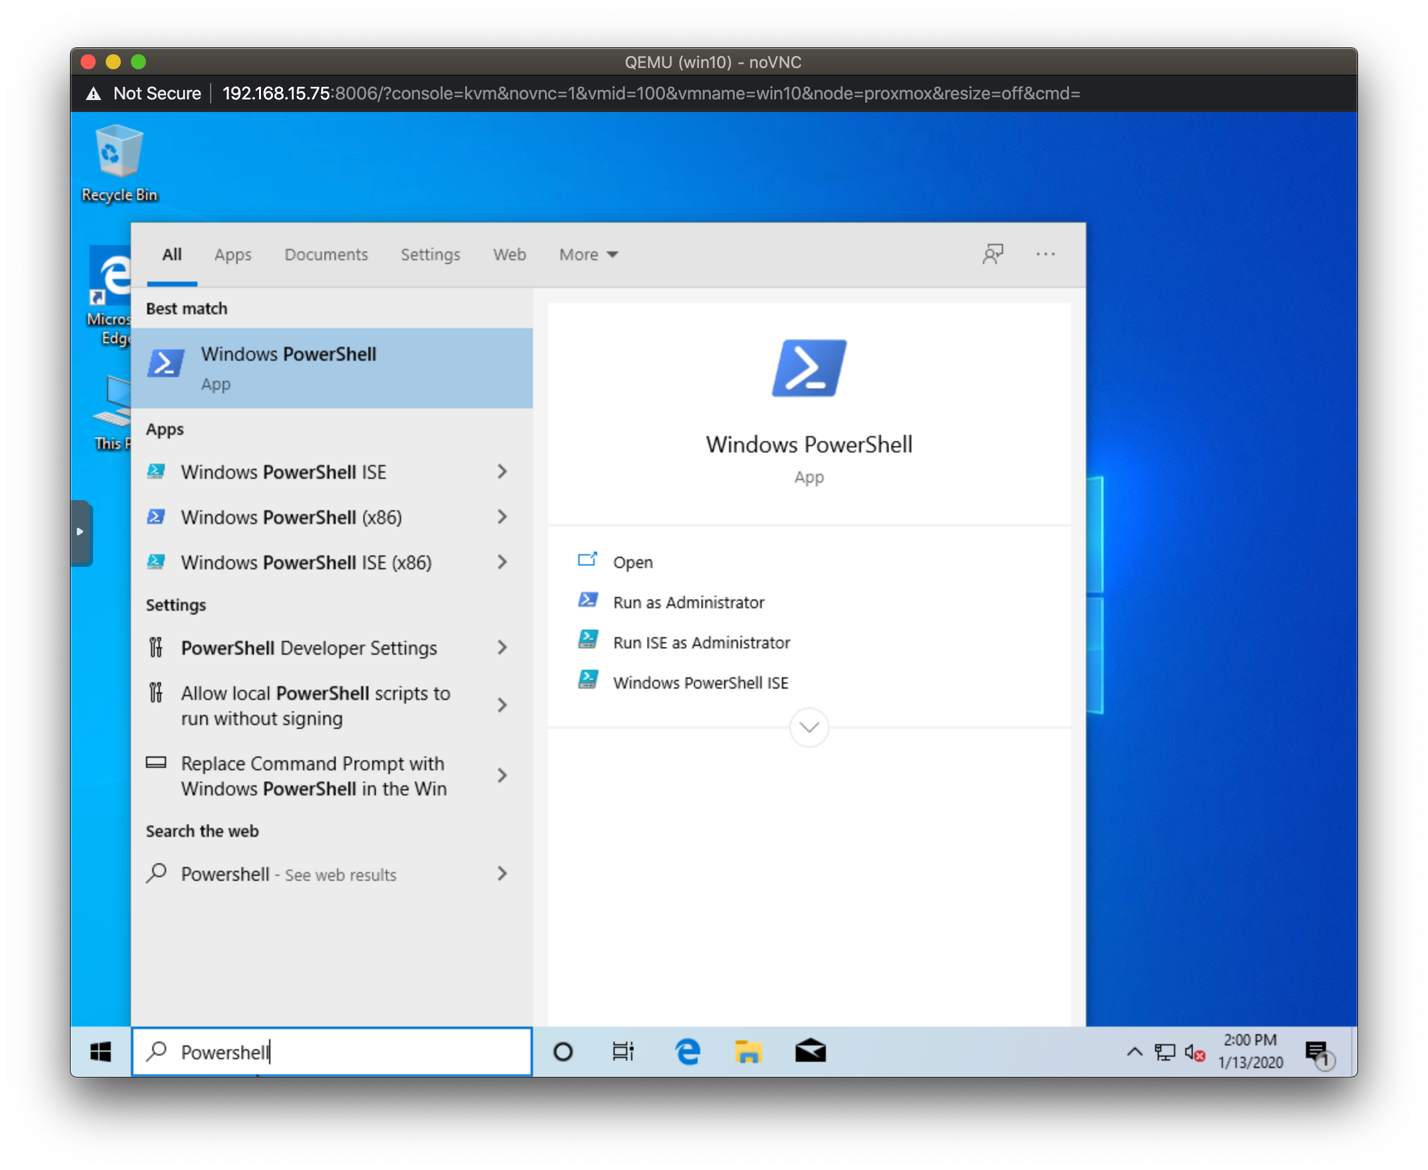 QEMU (win10) - noVNC
Not Secure 192.168.15.75:8006/?console=kvm&novnc=1&vmid=100&vmname=win10&node=proxmox&resize=off&cmd=
Recycle Bin
Micros
Edge
This P
All Apps Documents Settings Web More
Best match
Windows PowerShell
App
Apps
Windows PowerShell ISE
Windows PowerShell (x86)
Windows PowerShell ISE (x86)
Settings
PowerShell Developer Settings
Allow local PowerShell scripts to
run without signing
Replace Command Prompt with
Windows PowerShell in the Win
Search the web
Powershell - See web results
Windows PowerShell
App
Open
Run as Administrator
Run ISE as Administrator
Windows PowerShell ISE
Powershell
2:00 PM
1/13/2020
1